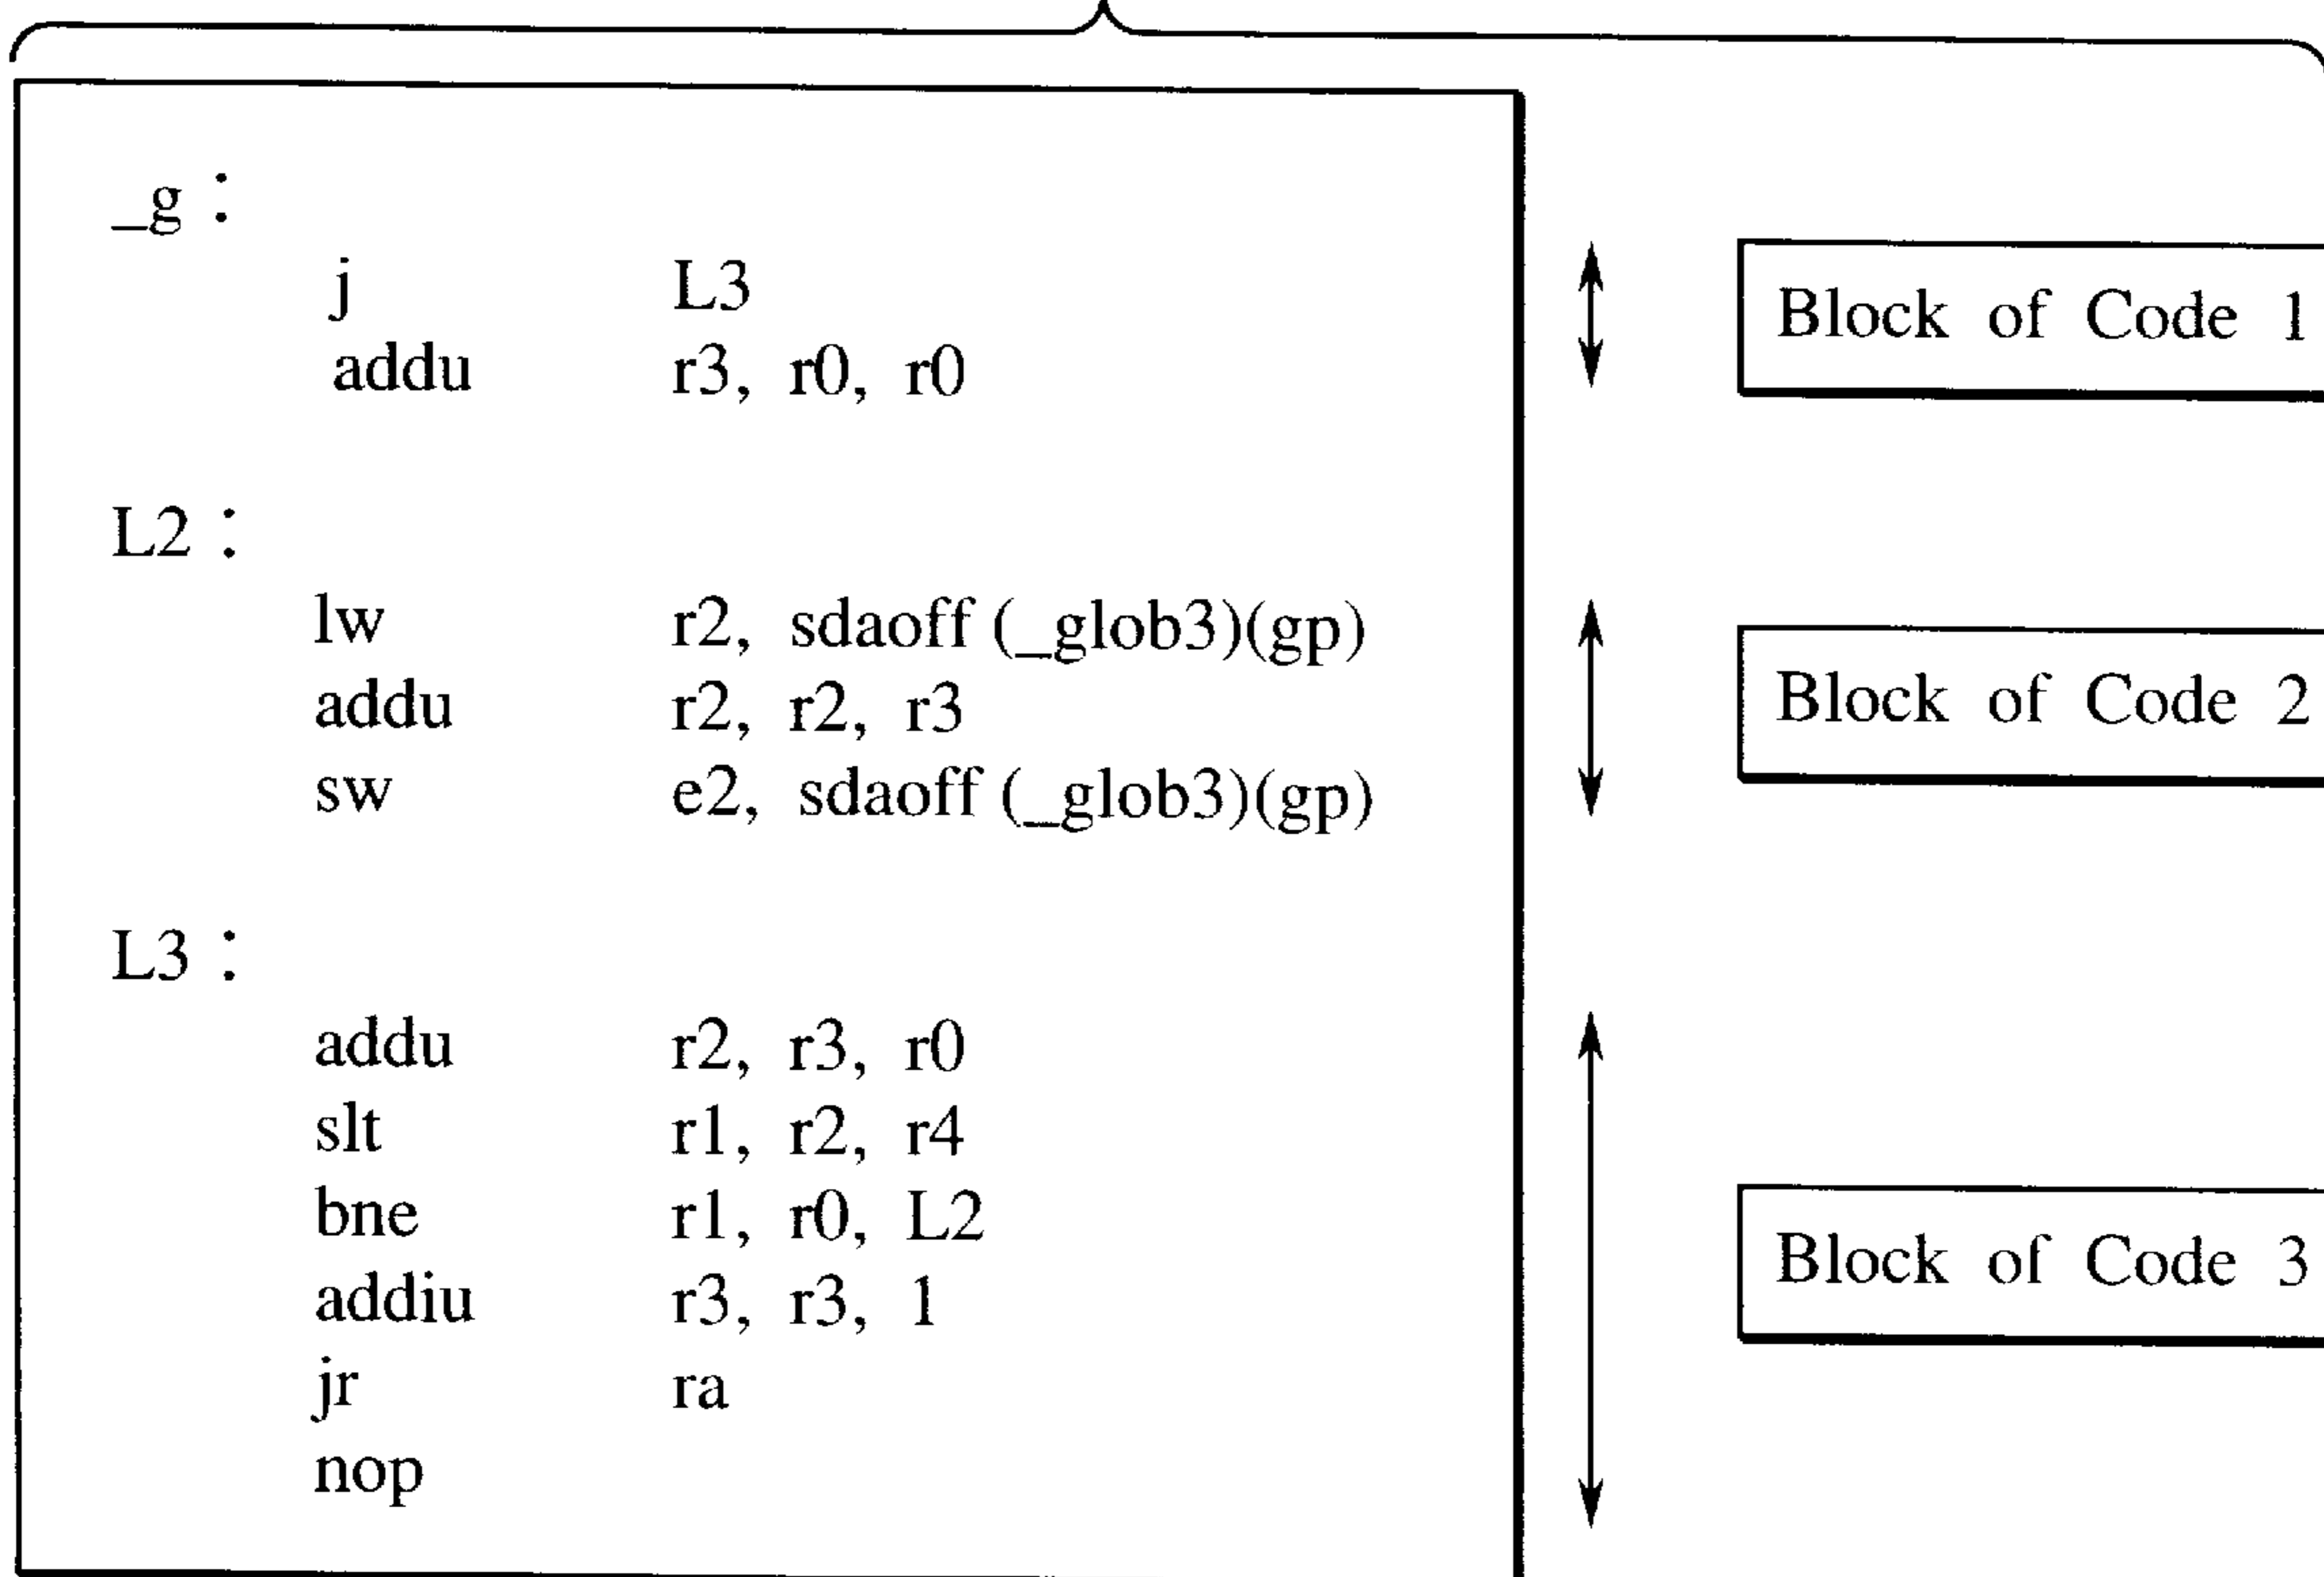 _g :
j L3
addu r3, r0, r0
Block of Code 1
L2 :
lw r2, sdaoff (_glob3)(gp)
addu r2, r2, r3
sw e2, sdaoff (_glob3)(gp)
Block of Code 2
L3 :
addu r2, r3, r0
slt r1, r2, r4
bne r1, r0, L2
addiu r3, r3, 1
jr ra
nop
Block of Code 3